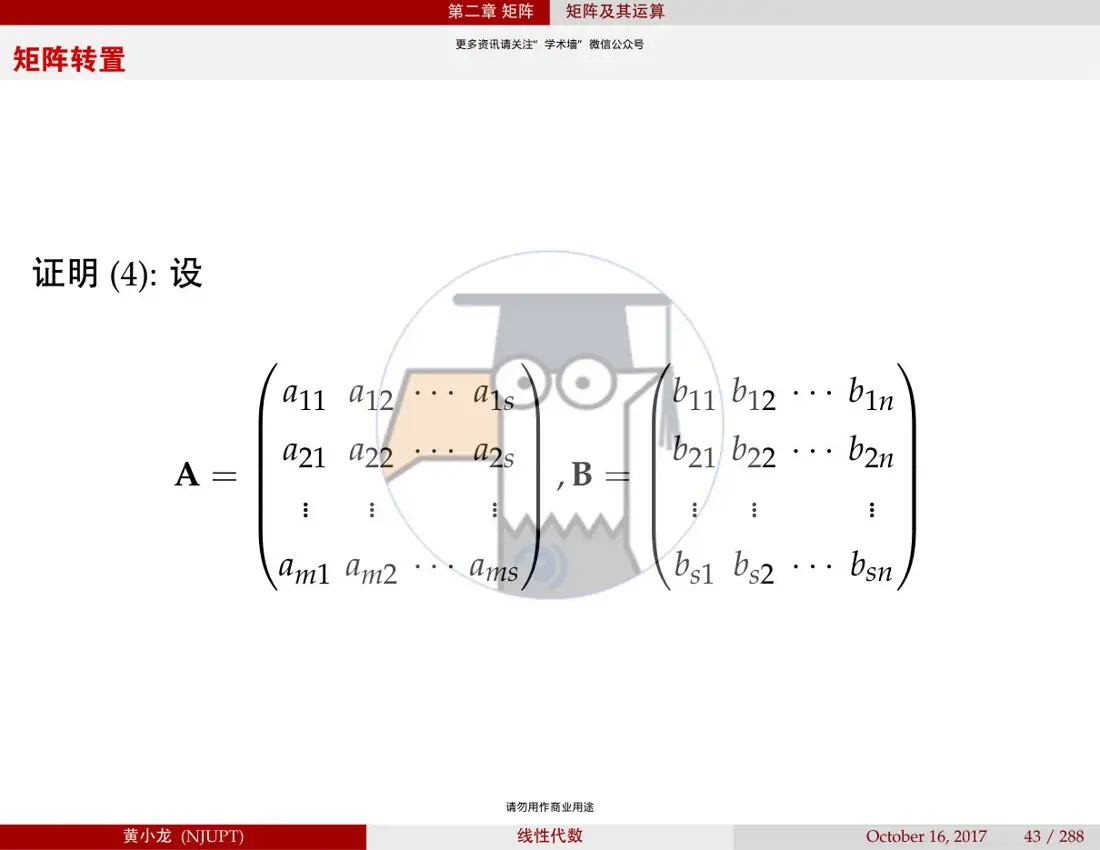 第二章 矩阵 矩阵及其运算
更多资讯请关注“学术墙”微信公众号
矩阵转置
证明 (4): 设
A = ( a11 a12 ··· a1s ) , B = ( b11 b12 ··· b1n )
a21 a22 ··· a2s b21 b22 ··· b2n
⋮ ⋮ ⋮ ⋮ ⋮ ⋮
am1 am2 ··· ams bs1 bs2 ··· bsn
请勿用作商业用途
黄小龙 (NJUPT) 线性代数 October 16, 2017 43 / 288